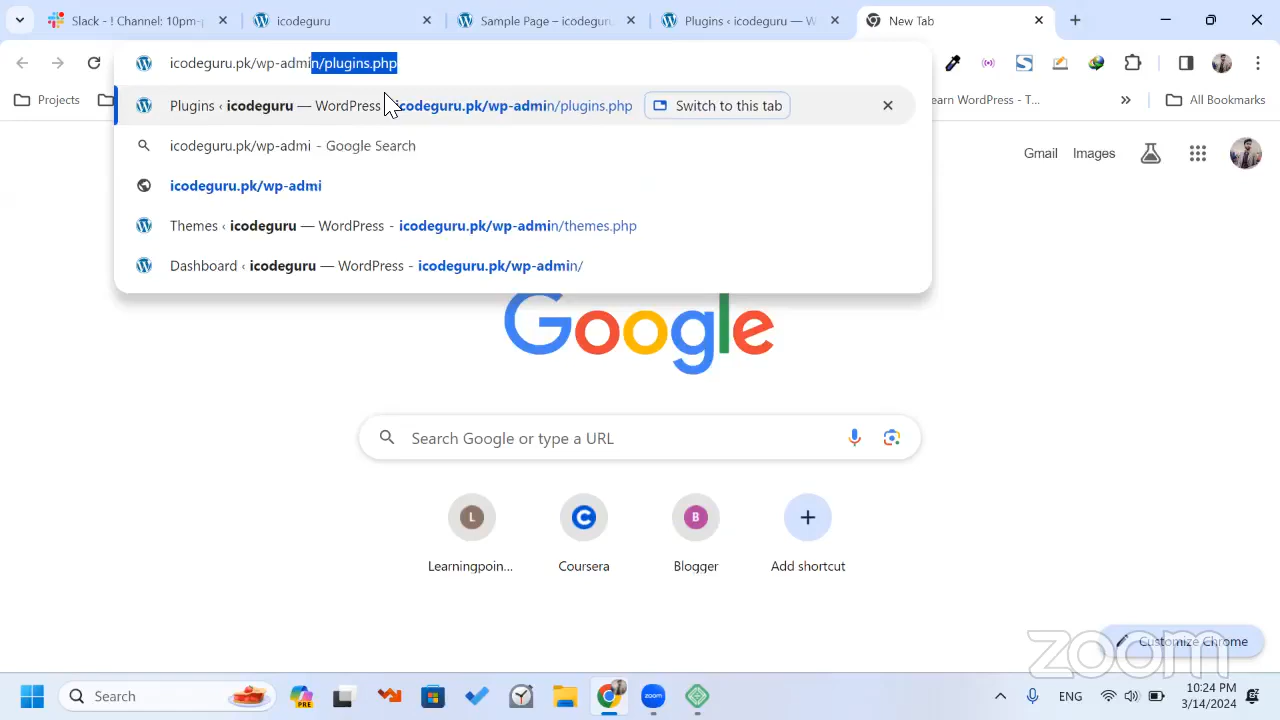 Slack - ! Channel: 10pm-p
icodeguru
Sample Page – icodeguru
Plugins ‹ icodeguru — W
New Tab
icodeguru.pk/wp-admin/plugins.php
Projects
earn WordPress - T...
All Bookmarks
Plugins ‹ icodeguru — WordPress - icodeguru.pk/wp-admin/plugins.php
Switch to this tab
icodeguru.pk/wp-admi - Google Search
icodeguru.pk/wp-admi
Themes ‹ icodeguru — WordPress - icodeguru.pk/wp-admin/themes.php
Dashboard ‹ icodeguru — WordPress - icodeguru.pk/wp-admin/
Gmail
Images
Google
Search Google or type a URL
L
B
Learningpoin...
Coursera
Blogger
Add shortcut
Customize Chrome
zoom
Search
PRE
zoom
ENG
10:24 PM
3/14/2024